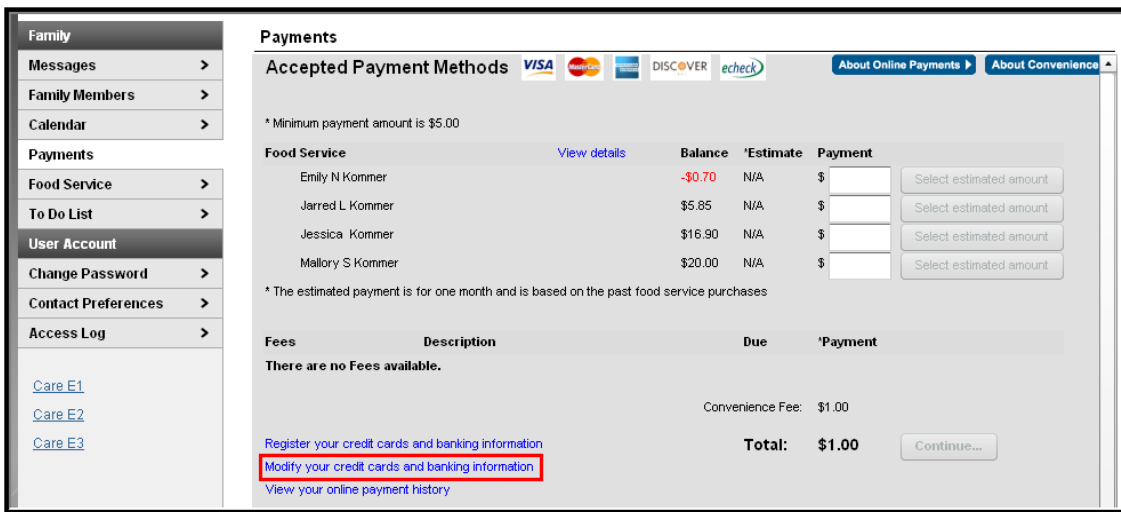 Family
Messages >
Family Members >
Calendar >
Payments
Food Service >
To Do List >
User Account
Change Password >
Contact Preferences >
Access Log >
Care E1
Care E2
Care E3
Payments
Accepted Payment Methods VISA MasterCard DISCOVER echeck About Online Payments About Convenience
* Minimum payment amount is $5.00
Food Service View details Balance *Estimate Payment
Emily N Kommer -$0.70 N/A $ Select estimated amount
Jarred L Kommer $5.85 N/A $ Select estimated amount
Jessica Kommer $16.90 N/A $ Select estimated amount
Mallory S Kommer $20.00 N/A $ Select estimated amount
* The estimated payment is for one month and is based on the past food service purchases
Fees Description Due *Payment
There are no Fees available.
Convenience Fee: $1.00
Register your credit cards and banking information Total: $1.00 Continue...
Modify your credit cards and banking information
View your online payment history